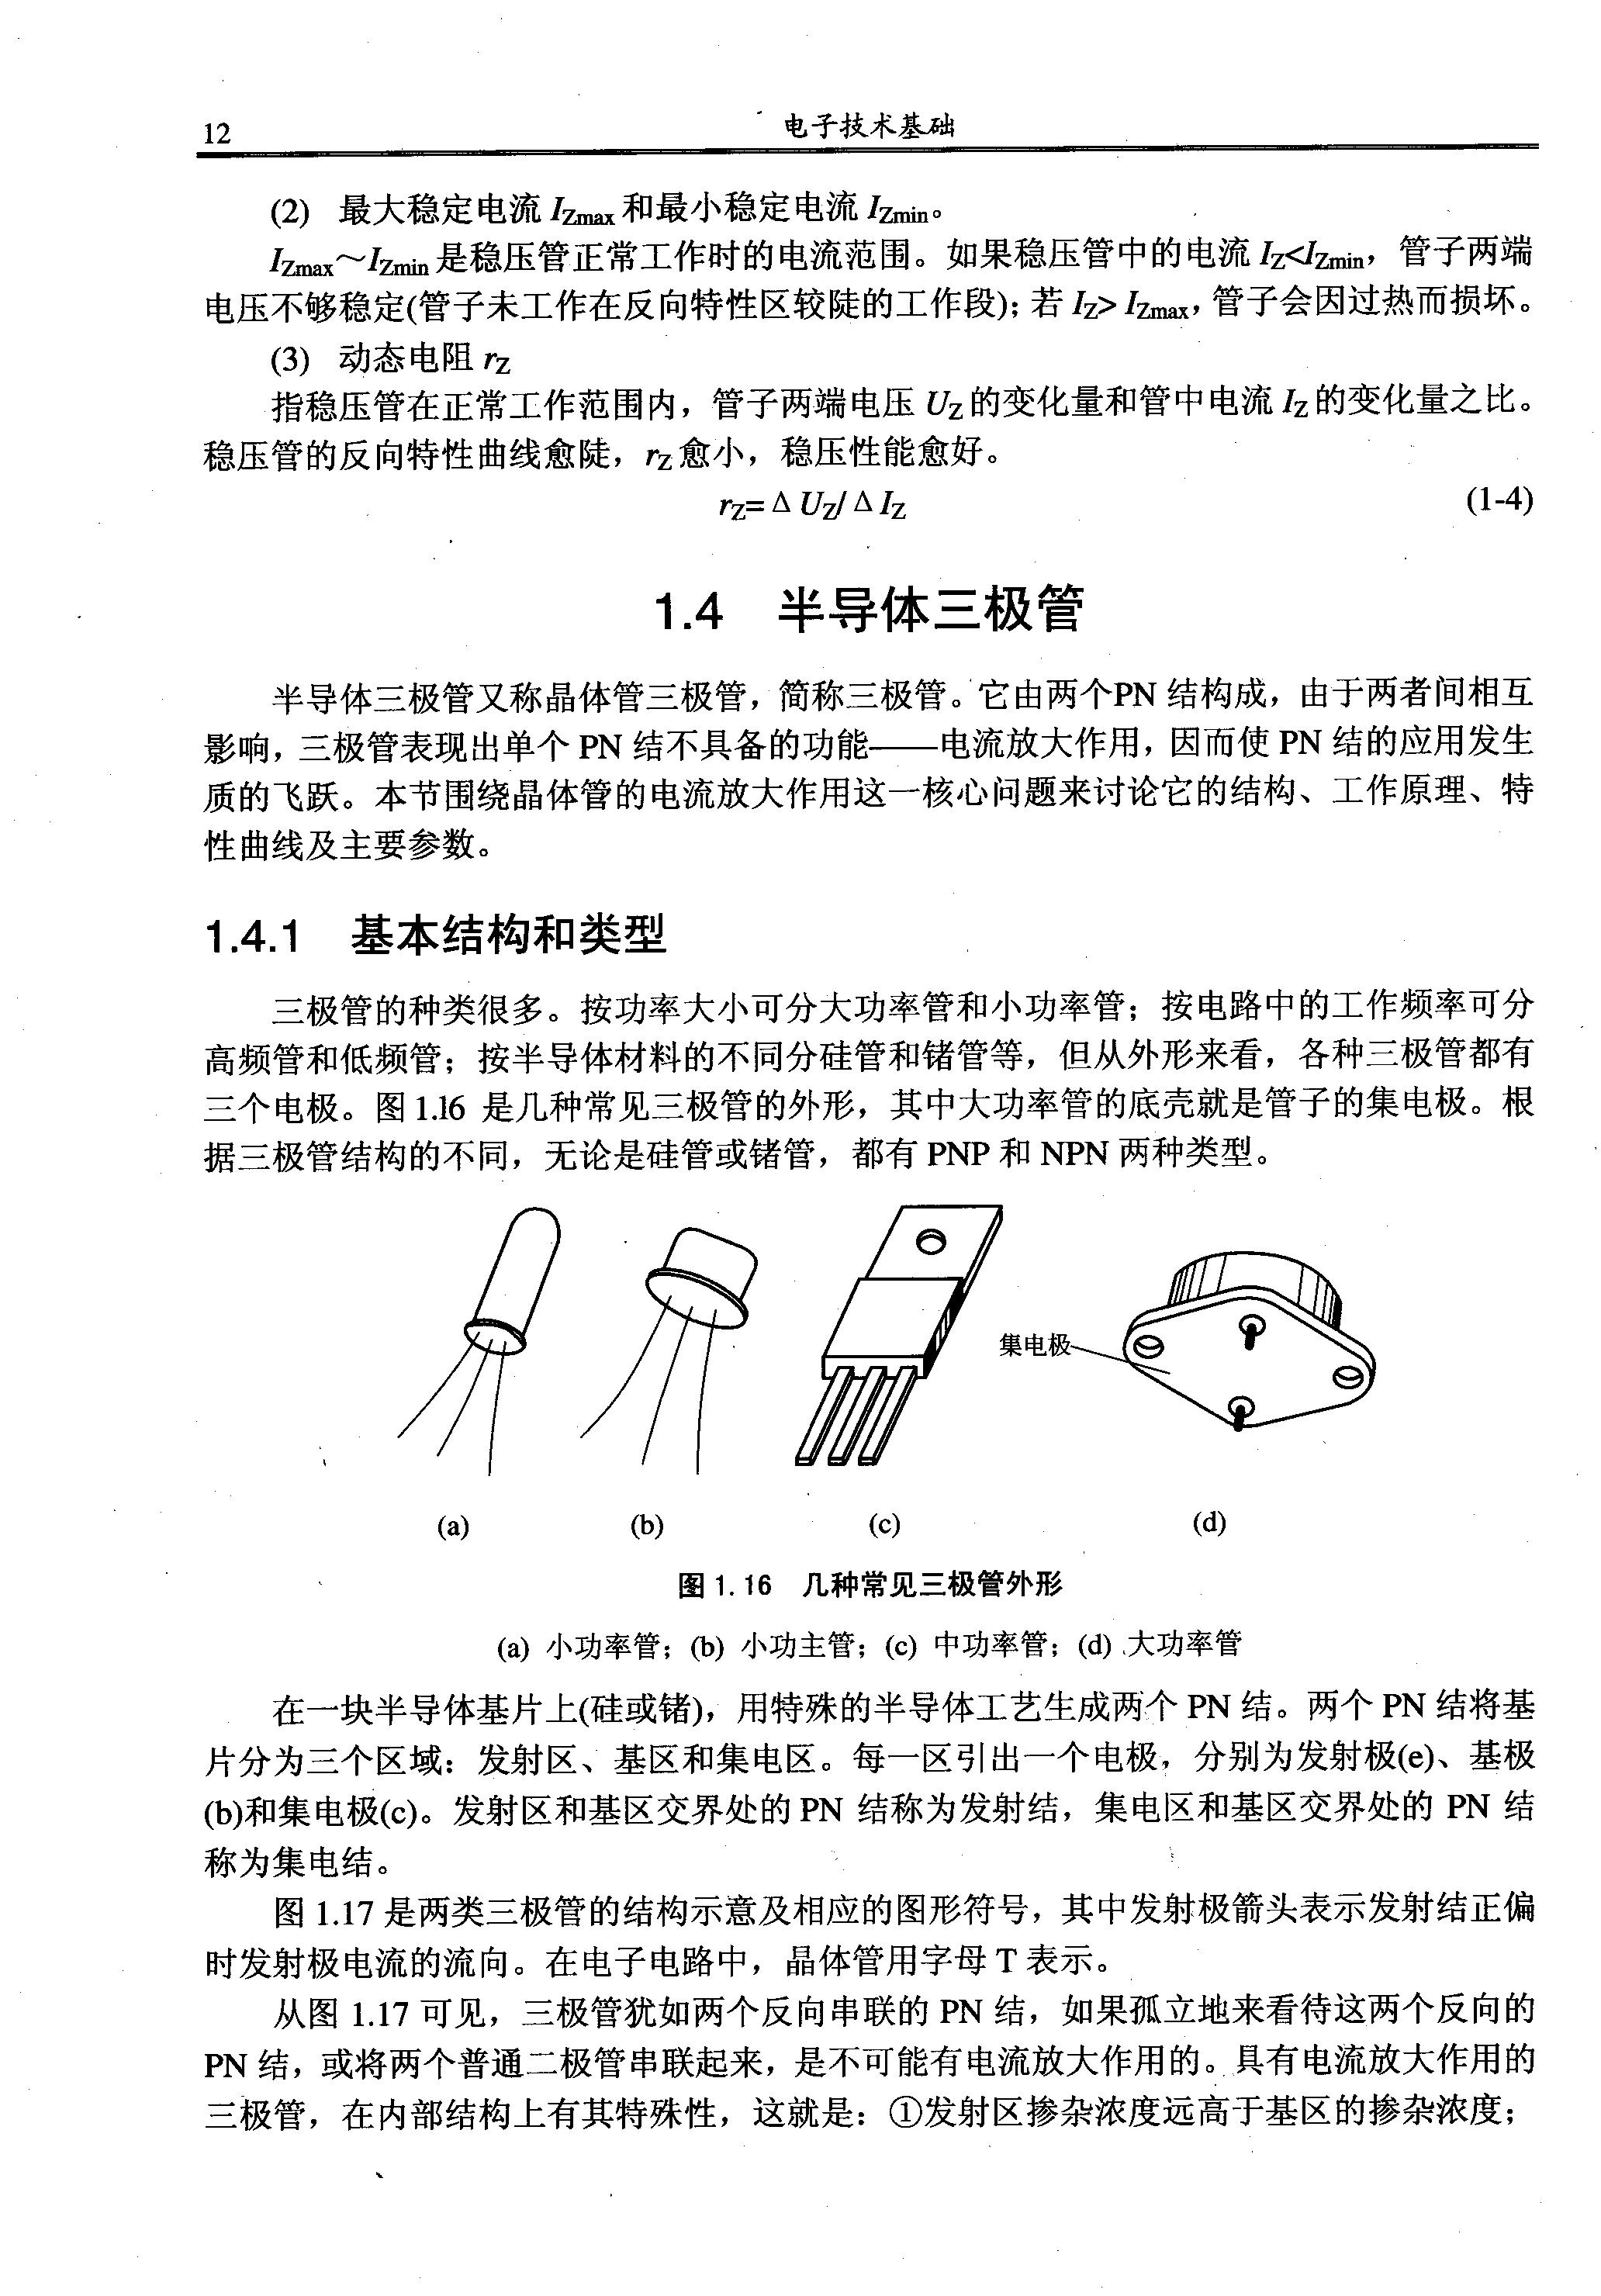 12
电子技术基础
(2) 最大稳定电流 IZmax 和最小稳定电流 IZmin。
IZmax～IZmin 是稳压管正常工作时的电流范围。如果稳压管中的电流 IZ<IZmin，管子两端
电压不够稳定(管子未工作在反向特性区较陡的工作段)；若 IZ> IZmax，管子会因过热而损坏。
(3) 动态电阻 rZ
指稳压管在正常工作范围内，管子两端电压 UZ 的变化量和管中电流 IZ 的变化量之比。
稳压管的反向特性曲线愈陡，rZ 愈小，稳压性能愈好。
rZ=Δ UZ/Δ IZ (1-4)
1.4 半导体三极管
半导体三极管又称晶体管三极管，简称三极管。它由两个PN 结构成，由于两者间相互
影响，三极管表现出单个 PN 结不具备的功能——电流放大作用，因而使 PN 结的应用发生
质的飞跃。本节围绕晶体管的电流放大作用这一核心问题来讨论它的结构、工作原理、特
性曲线及主要参数。
1.4.1 基本结构和类型
三极管的种类很多。按功率大小可分大功率管和小功率管；按电路中的工作频率可分
高频管和低频管；按半导体材料的不同分硅管和锗管等，但从外形来看，各种三极管都有
三个电极。图 1.16 是几种常见三极管的外形，其中大功率管的底壳就是管子的集电极。根
据三极管结构的不同，无论是硅管或锗管，都有 PNP 和 NPN 两种类型。
集电极
(a) (b) (c) (d)
图 1.16 几种常见三极管外形
(a) 小功率管；(b) 小功主管；(c) 中功率管；(d) 大功率管
在一块半导体基片上(硅或锗)，用特殊的半导体工艺生成两个 PN 结。两个 PN 结将基
片分为三个区域：发射区、基区和集电区。每一区引出一个电极，分别为发射极(e)、基极
(b)和集电极(c)。发射区和基区交界处的 PN 结称为发射结，集电区和基区交界处的 PN 结
称为集电结。
图 1.17 是两类三极管的结构示意及相应的图形符号，其中发射极箭头表示发射结正偏
时发射极电流的流向。在电子电路中，晶体管用字母 T 表示。
从图 1.17 可见，三极管犹如两个反向串联的 PN 结，如果孤立地来看待这两个反向的
PN 结，或将两个普通二极管串联起来，是不可能有电流放大作用的。具有电流放大作用的
三极管，在内部结构上有其特殊性，这就是：①发射区掺杂浓度远高于基区的掺杂浓度；